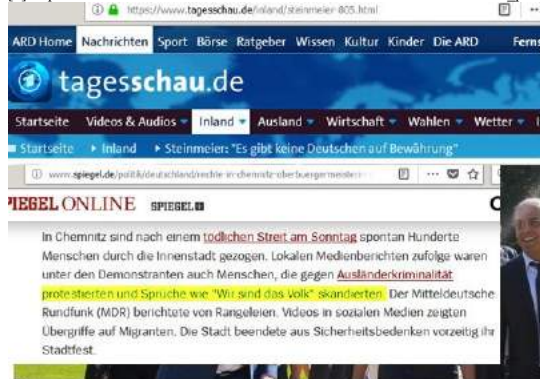 https://www.tagesschau.de/inland/steinmeier-805.html
ARD Home Nachrichten Sport Börse Ratgeber Wissen Kultur Kinder Die ARD Ferns
tagesschau.de
Startseite Videos & Audios Inland Ausland Wirtschaft Wahlen Wetter
Startseite Inland Steinmeier: "Es gibt keine Deutschen auf Bewährung"
www.spiegel.de/politik/deutschland/rechte-in-chemnitz-oberbuergermeister
PIEGEL ONLINE SPIEGEL
In Chemnitz sind nach einem tödlichen Streit am Sonntag spontan Hunderte
Menschen durch die Innenstadt gezogen. Lokalen Medienberichten zufolge waren
unter den Demonstranten auch Menschen, die gegen Ausländerkriminalität
protestierten und Sprüche wie "Wir sind das Volk" skandierten. Der Mitteldeutsche
Rundfunk (MDR) berichtete von Rangeleien. Videos in sozialen Medien zeigten
Übergriffe auf Migranten. Die Stadt beendete aus Sicherheitsbedenken vorzeitig ihr
Stadtfest.